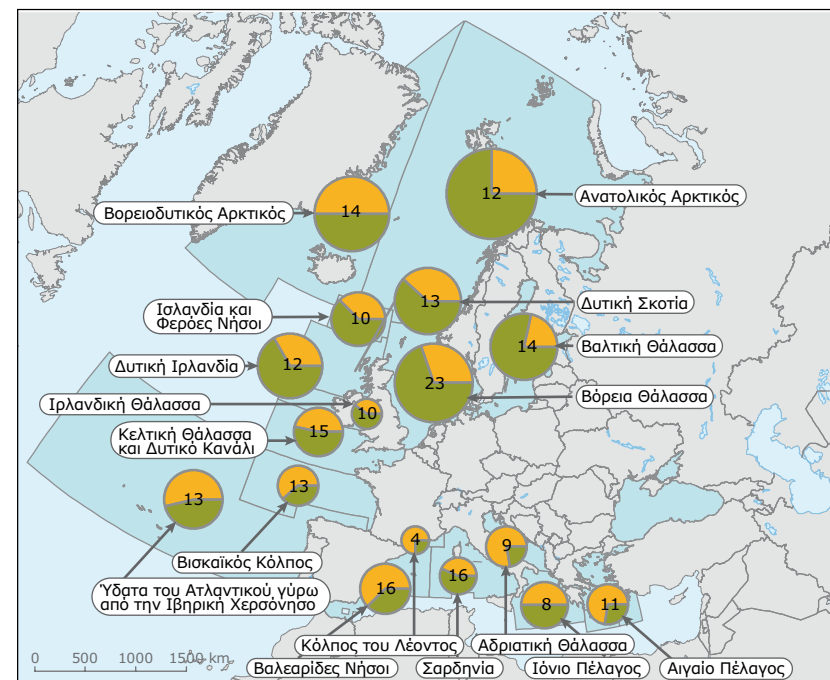 12
Ανατολικός Αρκτικός
14
Βορειοδυτικός Αρκτικός
13
Δυτική Σκοτία
Ισλανδία και
Φερόες Νήσοι
10
14
Βαλτική Θάλασσα
12
Δυτική Ιρλανδία
23
Βόρεια Θάλασσα
Ιρλανδική Θάλασσα
10
15
Κελτική Θάλασσα
και Δυτικό Κανάλι
13
13
Βισκαϊκός Κόλπος
4
9
Ύδατα του Ατλαντικού γύρω
από την Ιβηρική Χερσόνησο
16
16
8
11
Κόλπος του Λέοντος
Αδριατική Θάλασσα
0 500 1000 1500 km
Βαλεαρίδες Νήσοι
Σαρδηνία
Ιόνιο Πέλαγος
Αιγαίο Πέλαγος